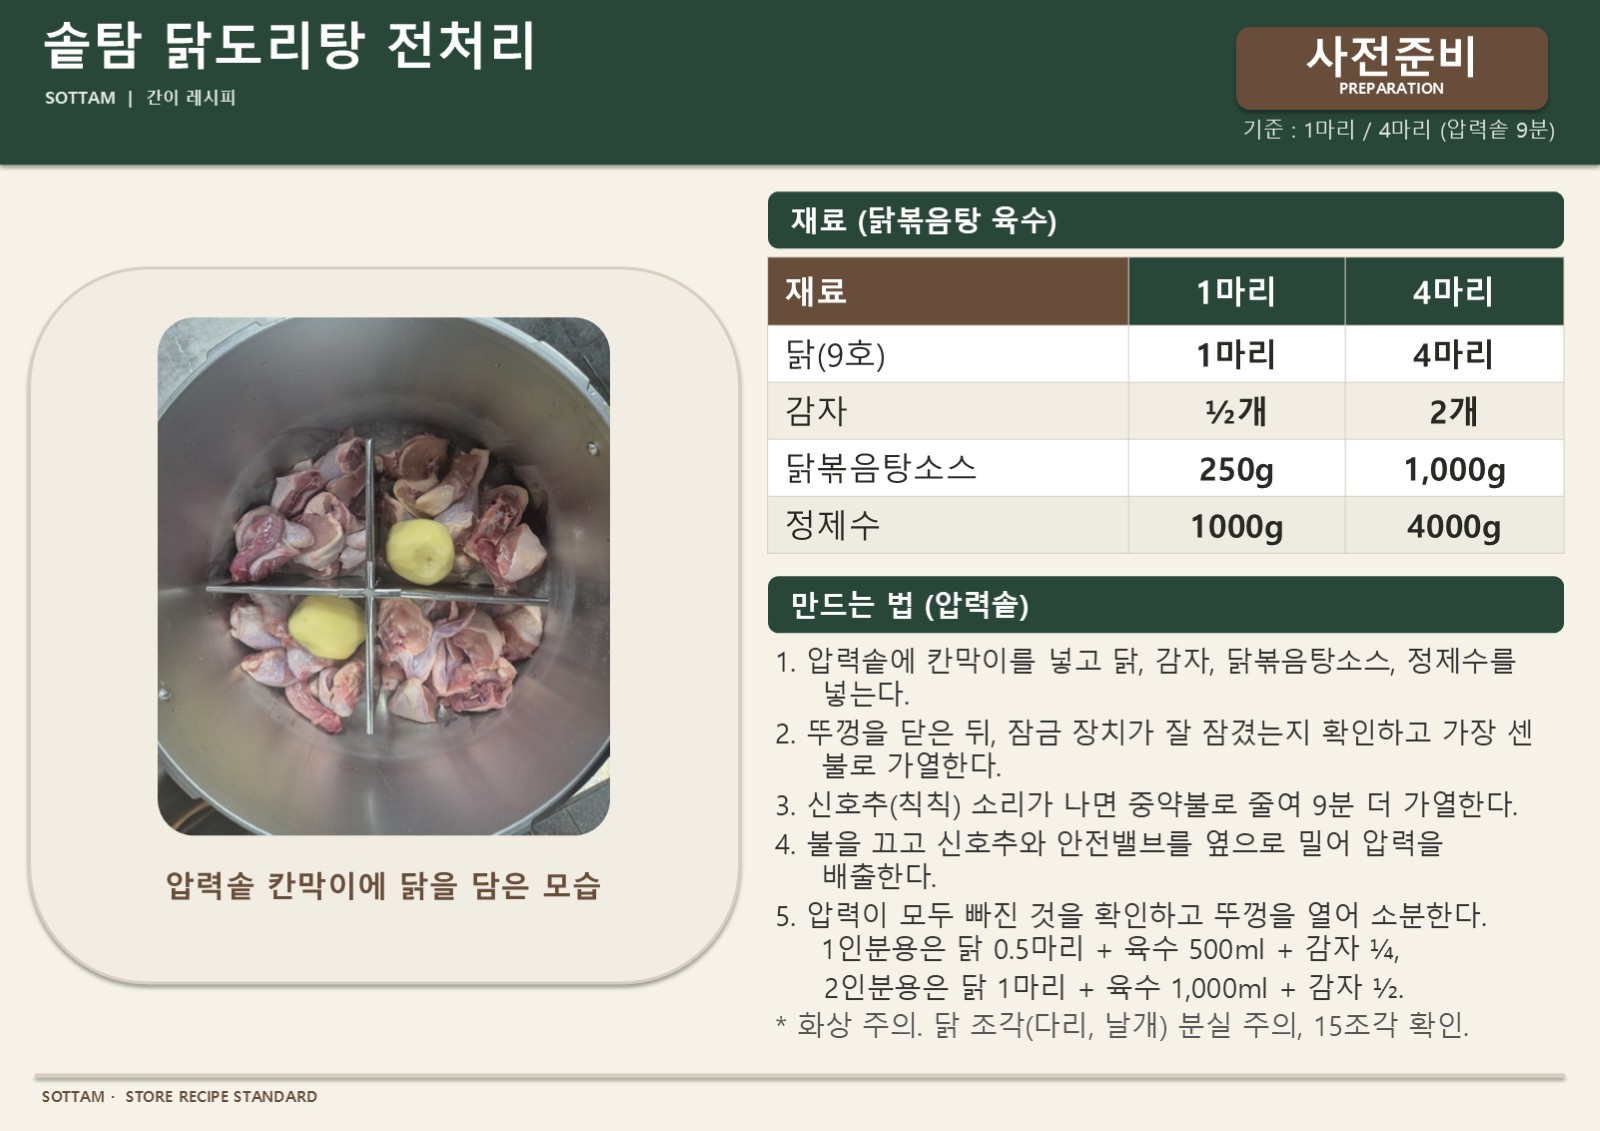 솥탐 닭도리탕 전처리
SOTTAM | 간이 레시피
사전준비
PREPARATION
기준 : 1마리 / 4마리 (압력솥 9분)
재료 (닭볶음탕 육수)
재료 1마리 4마리
닭(9호) 1마리 4마리
감자 ½개 2개
닭볶음탕소스 250g 1,000g
정제수 1000g 4000g
압력솥 칸막이에 닭을 담은 모습
만드는 법 (압력솥)
1. 압력솥에 칸막이를 넣고 닭, 감자, 닭볶음탕소스, 정제수를
넣는다.
2. 뚜껑을 닫은 뒤, 잠금 장치가 잘 잠겼는지 확인하고 가장 센
불로 가열한다.
3. 신호추(칙칙) 소리가 나면 중약불로 줄여 9분 더 가열한다.
4. 불을 끄고 신호추와 안전밸브를 옆으로 밀어 압력을
배출한다.
5. 압력이 모두 빠진 것을 확인하고 뚜껑을 열어 소분한다.
1인분용은 닭 0.5마리 + 육수 500ml + 감자 ¼,
2인분용은 닭 1마리 + 육수 1,000ml + 감자 ½.
* 화상 주의. 닭 조각(다리, 날개) 분실 주의, 15조각 확인.
SOTTAM · STORE RECIPE STANDARD